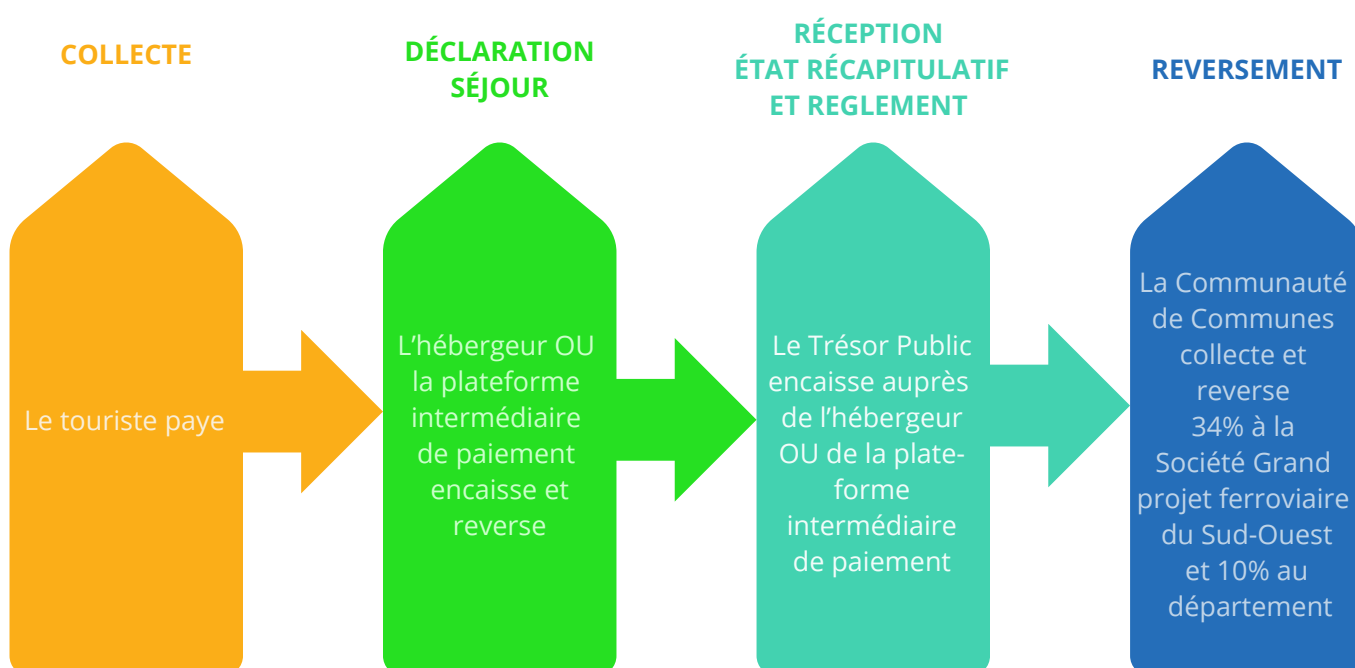 COLLECTE
Le touriste paye
DÉCLARATION
SÉJOUR
L’hébergeur OU
la plateforme
intermédiaire
de paiement
encaisse et
reverse
RÉCEPTION
ÉTAT RÉCAPITULATIF
ET REGLEMENT
Le Trésor Public
encaisse auprès
de l’hébergeur
OU de la plate-
forme
intermédiaire
de paiement
REVERSEMENT
La Communauté
de Communes
collecte et
reverse
34% à la
Société Grand
projet ferroviaire
du Sud-Ouest
et 10% au
département